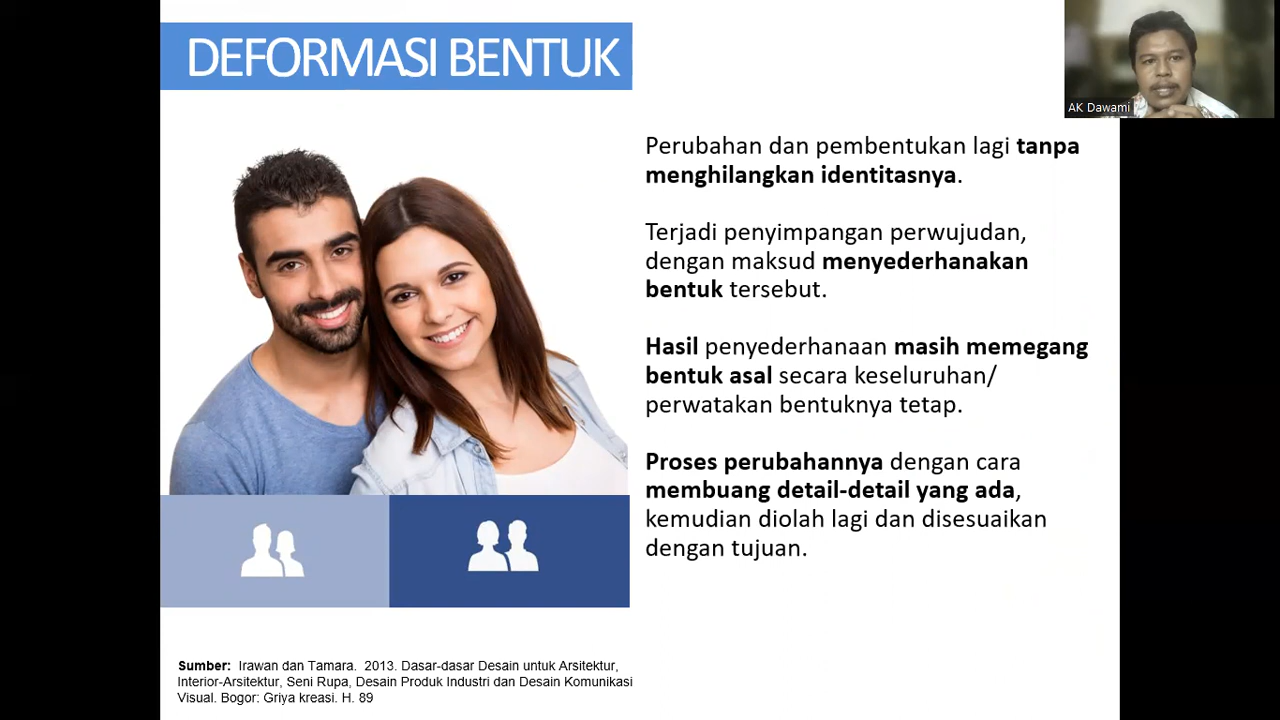 DEFORMASI BENTUK
AK Dawami
Perubahan dan pembentukan lagi tanpa
menghilangkan identitasnya.
Terjadi penyimpangan perwujudan,
dengan maksud menyederhanakan
bentuk tersebut.
Hasil penyederhanaan masih memegang
bentuk asal secara keseluruhan/
perwatakan bentuknya tetap.
Proses perubahannya dengan cara
membuang detail-detail yang ada,
kemudian diolah lagi dan disesuaikan
dengan tujuan.
Sumber: Irawan dan Tamara. 2013. Dasar-dasar Desain untuk Arsitektur,
Interior-Arsitektur, Seni Rupa, Desain Produk Industri dan Desain Komunikasi
Visual. Bogor: Griya kreasi. H. 89